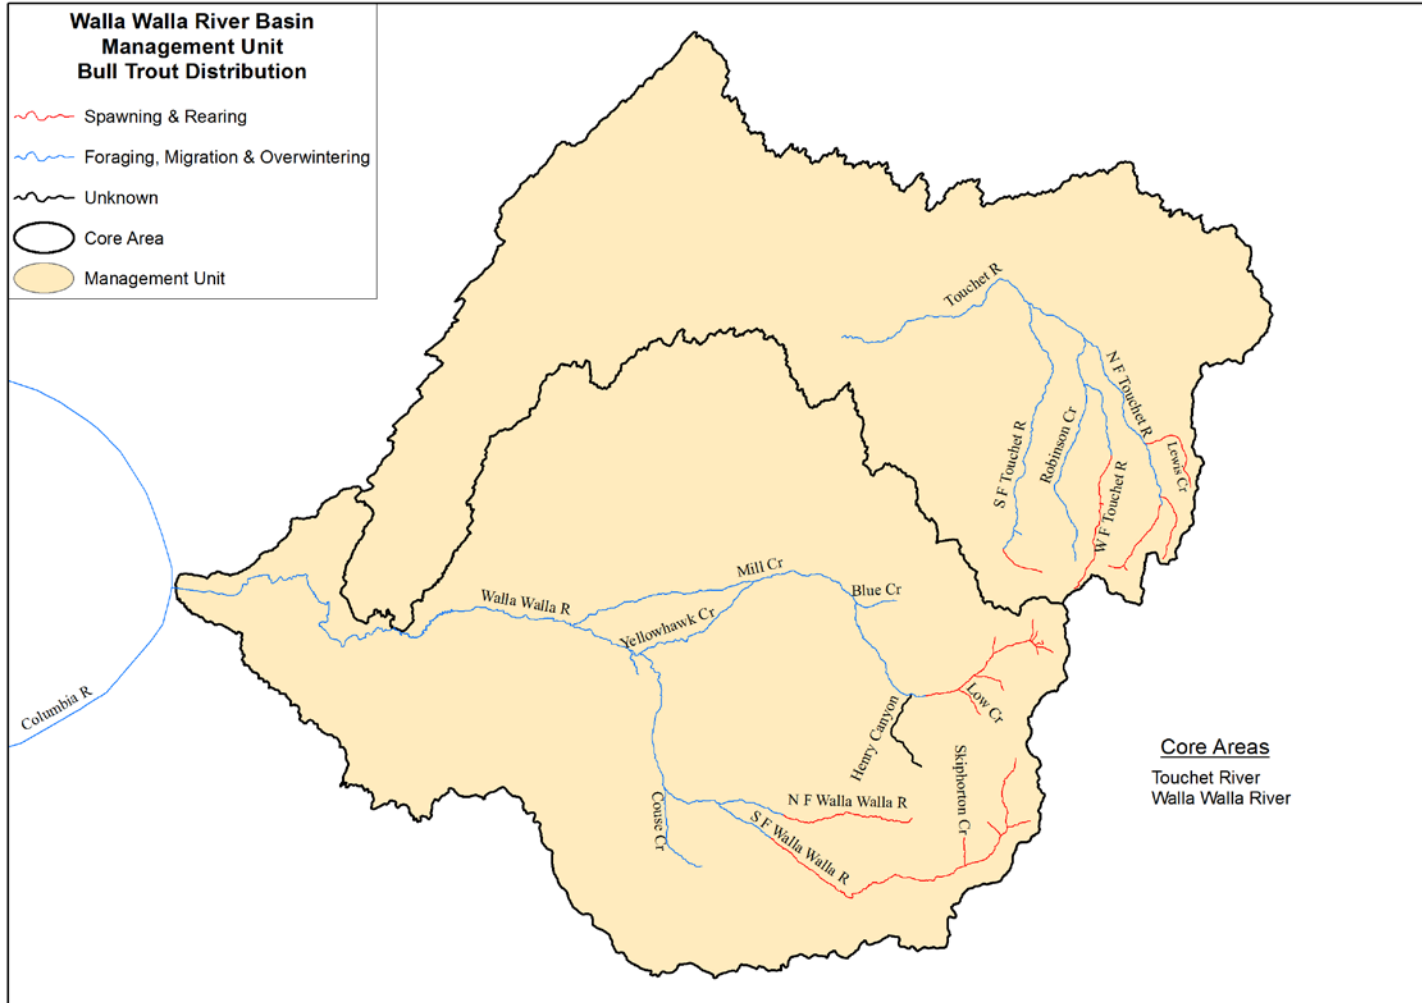 Walla Walla River Basin
Management Unit
Bull Trout Distribution
Spawning & Rearing
Foraging, Migration & Overwintering
Unknown
Core Area
Management Unit
Touchet R
N F Touchet R
S F Touchet R
Robinson Cr
W F Touchet R
Lewis Cr
Mill Cr
Blue Cr
Walla Walla R
Yellowhawk Cr
Columbia R
Low Cr
Henry Canyon
Skiphorton Cr
Couse Cr
N F Walla Walla R
S F Walla Walla R
Core Areas
Touchet River
Walla Walla River